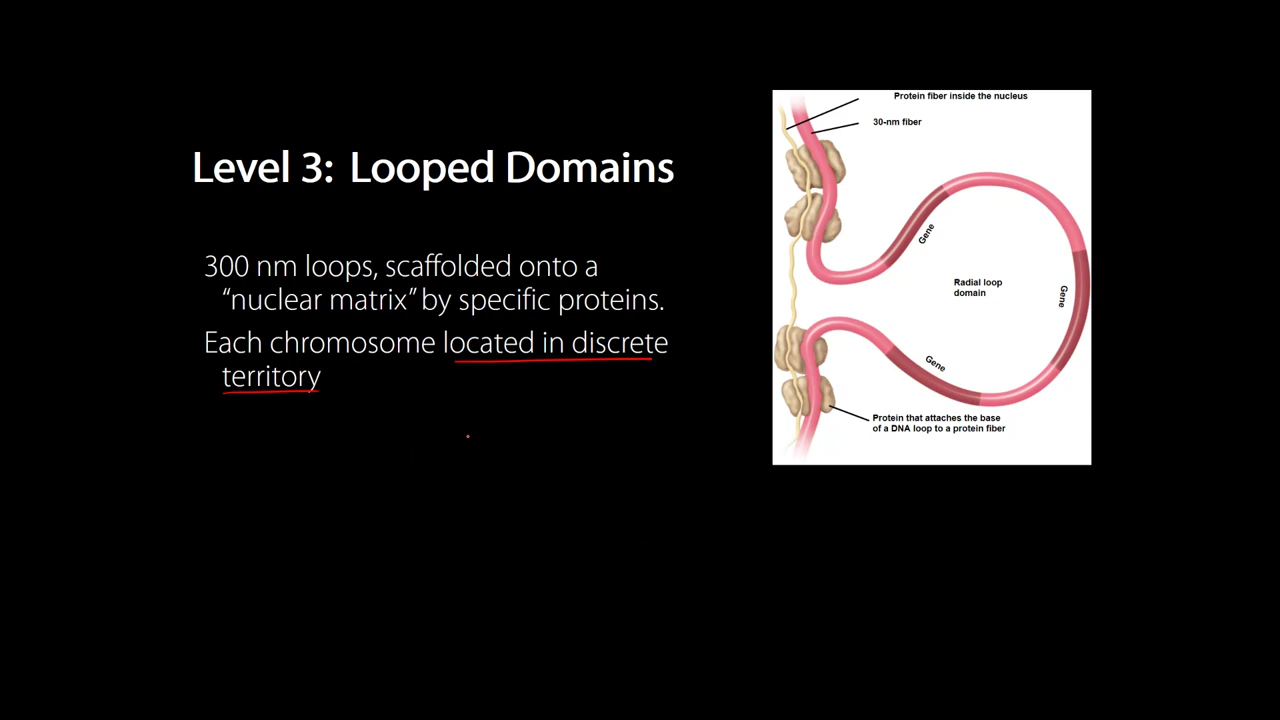 Level 3: Looped Domains
300 nm loops, scaffolded onto a
“nuclear matrix” by specific proteins.
Each chromosome located in discrete
territory
Protein fiber inside the nucleus
30-nm fiber
Gene
Radial loop
domain
Gene
Gene
Protein that attaches the base
of a DNA loop to a protein fiber